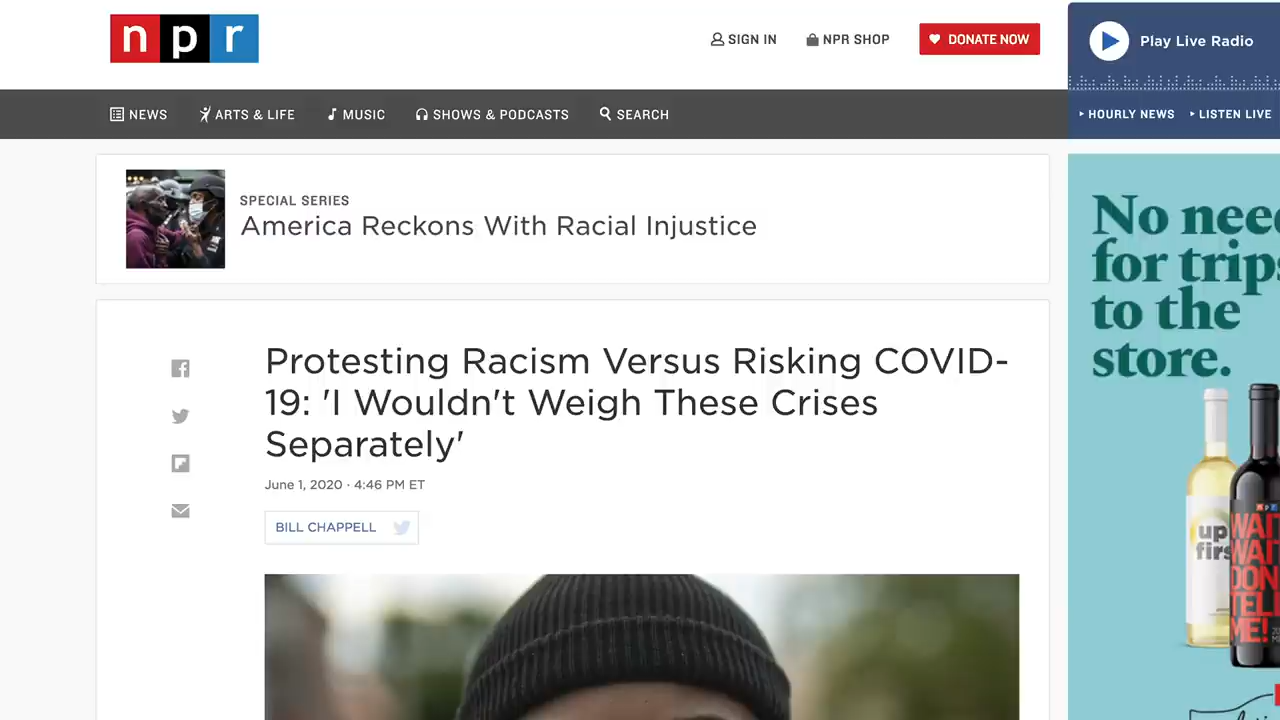 npr
SIGN IN
NPR SHOP
DONATE NOW
Play Live Radio
NEWS
ARTS & LIFE
MUSIC
SHOWS & PODCASTS
SEARCH
HOURLY NEWS
LISTEN LIVE
SPECIAL SERIES
America Reckons With Racial Injustice
Protesting Racism Versus Risking COVID-
19: 'I Wouldn't Weigh These Crises
Separately'
June 1, 2020 · 4:46 PM ET
BILL CHAPPELL
No nee
for trips
to the
store.
up
firs
npr
WAI
WAI
DON
TELL
ME!